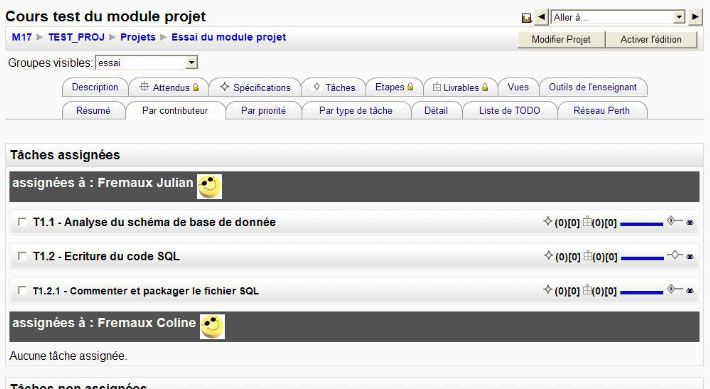 Cours test du module projet
Aller à...
M17 ► TEST_PROJ ► Projets ► Essai du module projet
Modifier Projet
Activer l'édition
Groupes visibles: essai
Description Attendus Spécifications Tâches Etapes Livrables Vues Outils de l'enseignant
Résumé Par contributeur Par priorité Par type de tâche Détail Liste de TODO Réseau Perth
Tâches assignées
assignées à : Fremaux Julian
T1.1 - Analyse du schéma de base de donnée (0)[0] (0)[0]
T1.2 - Ecriture du code SQL (0)[0] (0)[0]
T1.2.1 - Commenter et packager le fichier SQL (0)[0] (0)[0]
assignées à : Fremaux Coline
Aucune tâche assignée.
Tâches non assignées